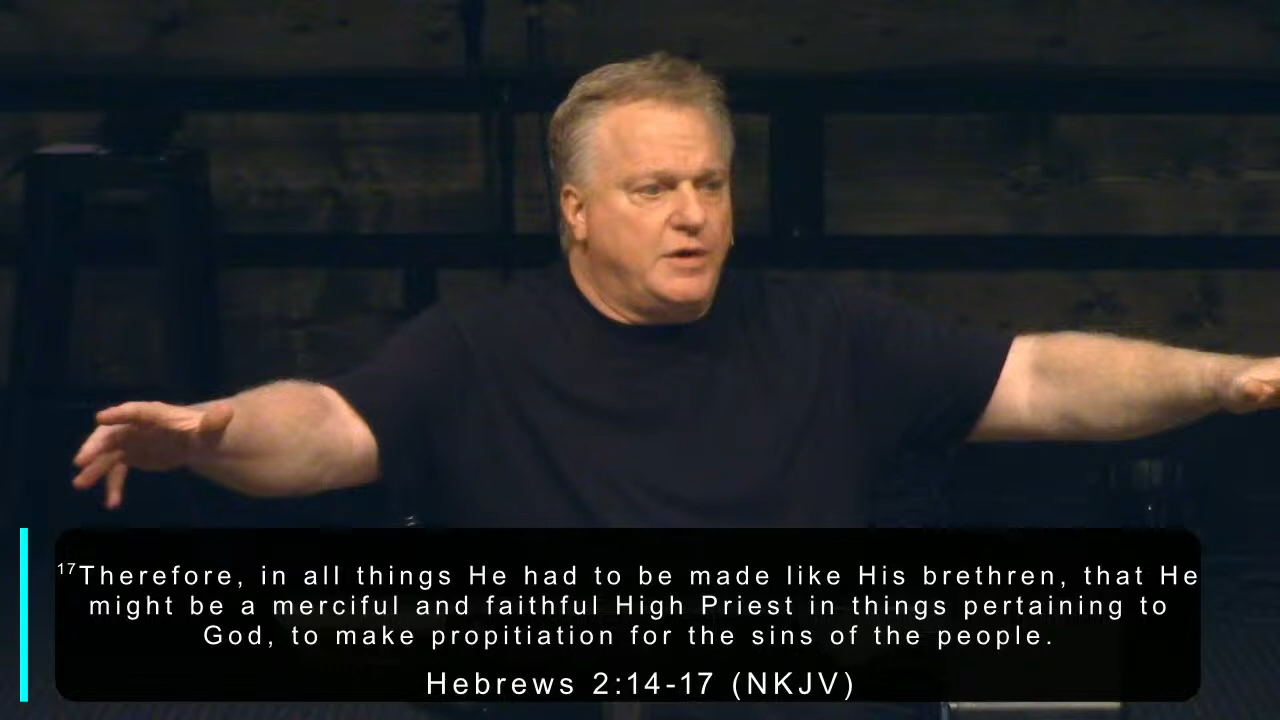 ¹⁷Therefore, in all things He had to be made like His brethren, that He
might be a merciful and faithful High Priest in things pertaining to
God, to make propitiation for the sins of the people.
Hebrews 2:14-17 (NKJV)